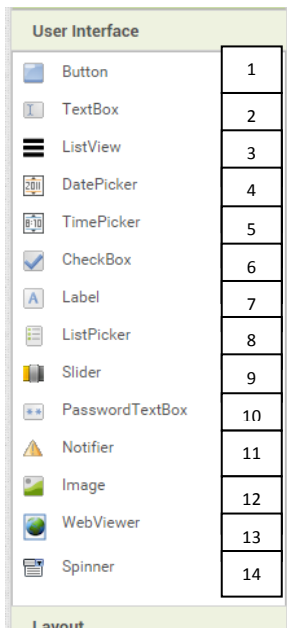 User Interface
Button 1
TextBox 2
ListView 3
DatePicker 4
TimePicker 5
CheckBox 6
Label 7
ListPicker 8
Slider 9
PasswordTextBox 10
Notifier 11
Image 12
WebViewer 13
Spinner 14
Layout